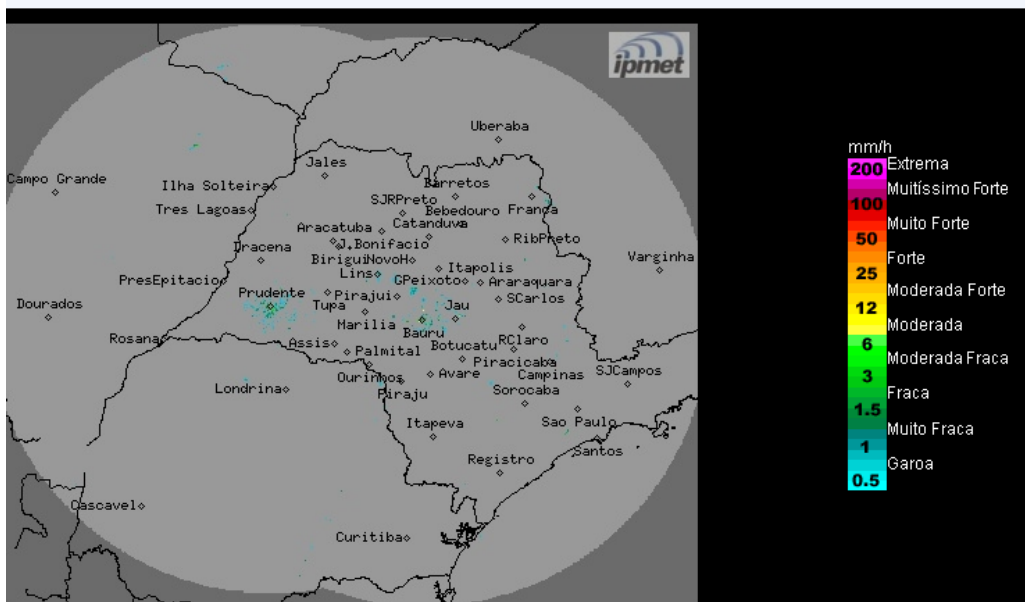 ipmet
Uberaba
Jales
Campo Grande
Ilha Solteira
Barretos
SJRPreto
Tres Lagoas
Bebedouro
Franca
Catanduva
Aracatuba
J.Bonifacio
RibPreto
Dracena
BiriguiNovoH
Varginha
Lins
Itapolis
PresEpitacio
GPeixoto
Araraquara
Prudente
Pirajui
SCarlos
Dourados
Tupa
Jau
Marilia
Bauru
Rosana
Assis
Botucatu
RClaro
Palmital
Piracicaba
SJCampos
Ourinhos
Avare
Campinas
Londrina
Piraju
Sorocaba
Itapeva
Sao Paulo
Santos
Registro
Cascavel
Curitiba
mm/h
200 Extrema
Muitíssimo Forte
100
Muito Forte
50
Forte
25
Moderada Forte
12
Moderada
6
Moderada Fraca
3
Fraca
1.5
Muito Fraca
1
Garoa
0.5